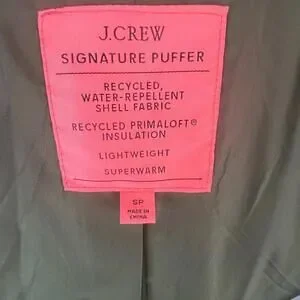 J.CREW
SIGNATURE PUFFER
RECYCLED,
WATER-REPELLENT
SHELL FABRIC
RECYCLED PRIMALOFT®
INSULATION
LIGHTWEIGHT
SUPERWARM
SP
MADE IN
CHINA